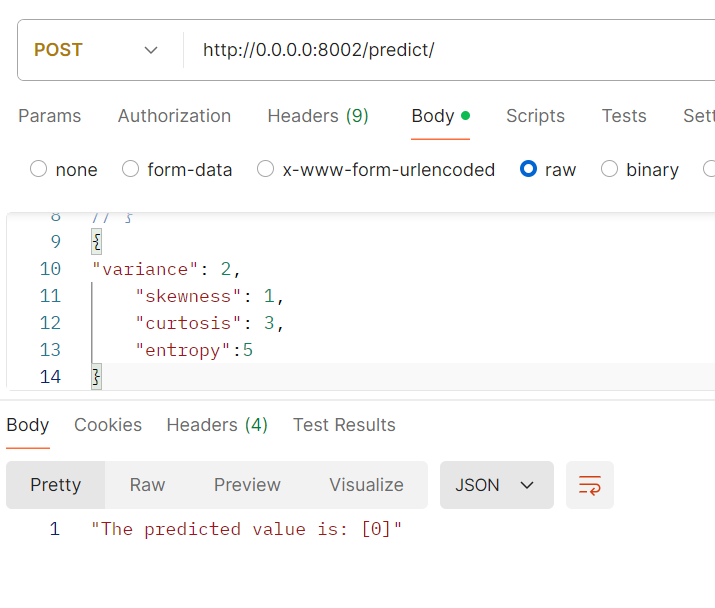 POST http://0.0.0.0:8002/predict/
Params Authorization Headers (9) Body Scripts Tests Sett
none form-data x-www-form-urlencoded raw binary
8 // }
9 {
10 "variance": 2,
11 "skewness": 1,
12 "curtosis": 3,
13 "entropy":5
14 }
Body Cookies Headers (4) Test Results
Pretty Raw Preview Visualize JSON
1 "The predicted value is: [0]"